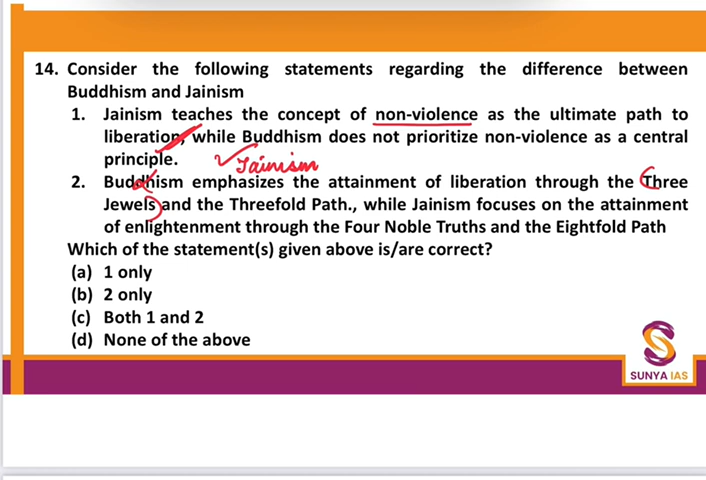 14. Consider the following statements regarding the difference between
Buddhism and Jainism
1. Jainism teaches the concept of non-violence as the ultimate path to
liberation, while Buddhism does not prioritize non-violence as a central
principle.
Jainism
2. Buddhism emphasizes the attainment of liberation through the Three
Jewels and the Threefold Path., while Jainism focuses on the attainment
of enlightenment through the Four Noble Truths and the Eightfold Path
Which of the statement(s) given above is/are correct?
(a) 1 only
(b) 2 only
(c) Both 1 and 2
(d) None of the above
SUNYA IAS